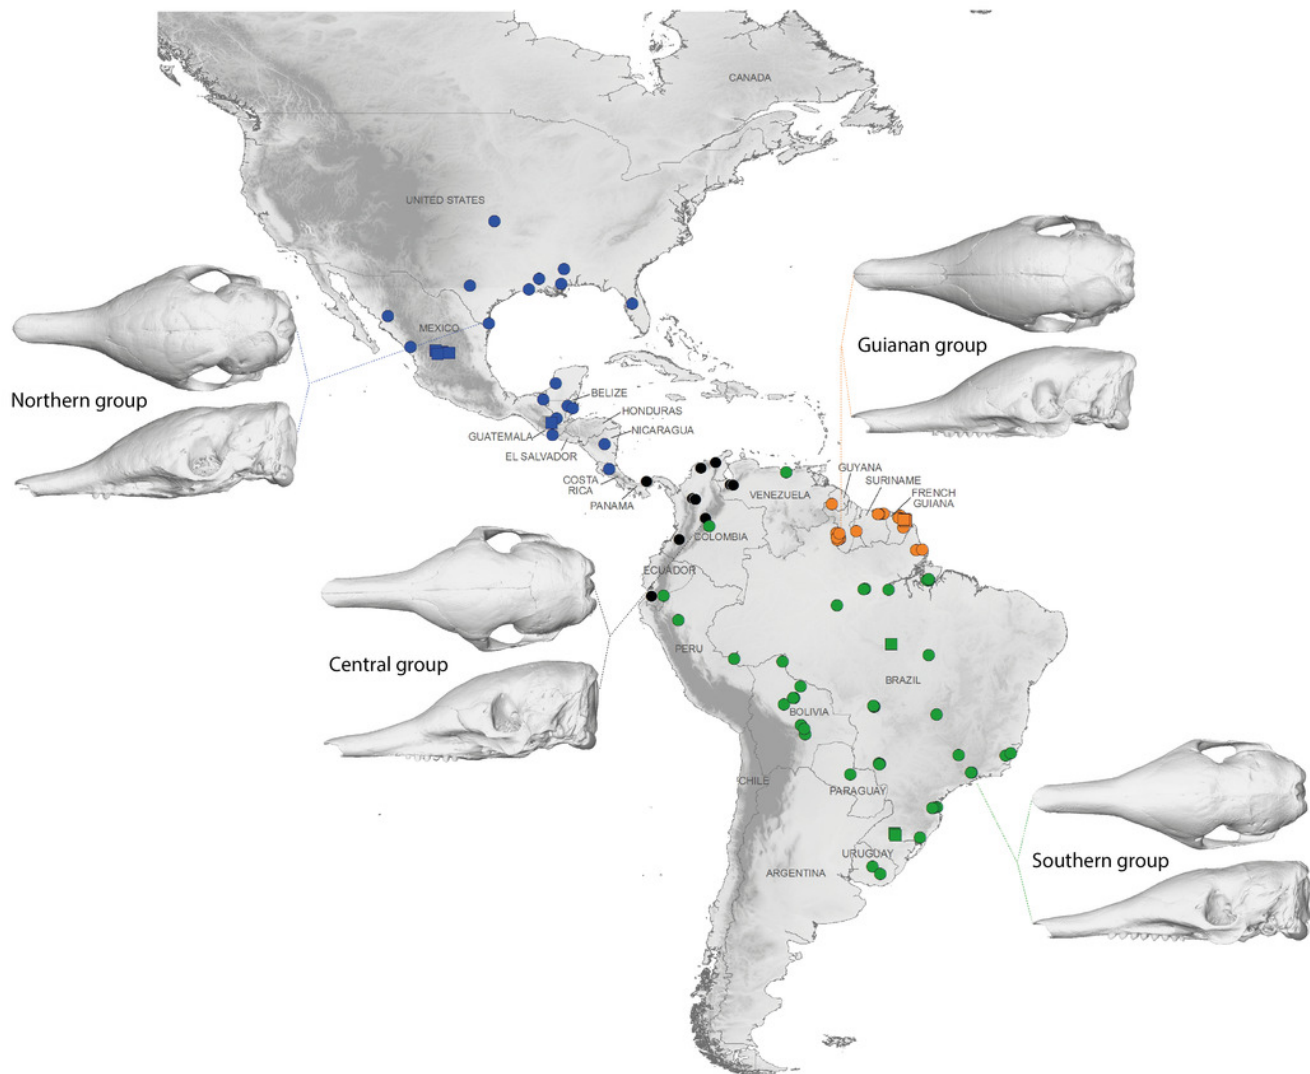 CANADA
UNITED STATES
MEXICO
Guianan group
Northern group
BELIZE
HONDURAS
NICARAGUA
GUATEMALA
EL SALVADOR
COSTA
RICA
PANAMA
GUYANA
SURINAME
FRENCH
GUIANA
VENEZUELA
COLOMBIA
ECUADOR
Central group
PERU
BRAZIL
BOLIVIA
CHILE
PARAGUAY
URUGUAY
ARGENTINA
Southern group